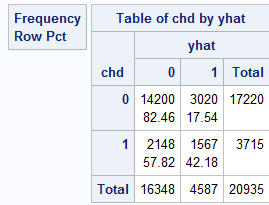 Frequency
Row Pct
Table of chd by yhat
yhat
chd 0 1 Total
0 14200 3020 17220
82.46 17.54
1 2148 1567 3715
57.82 42.18
Total 16348 4587 20935